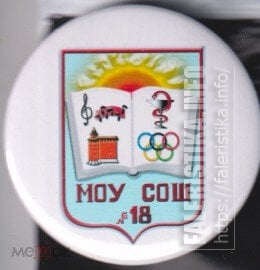 МОУ СОШ
№18
FALERISTIKA.INFO
https://faleristika.info/